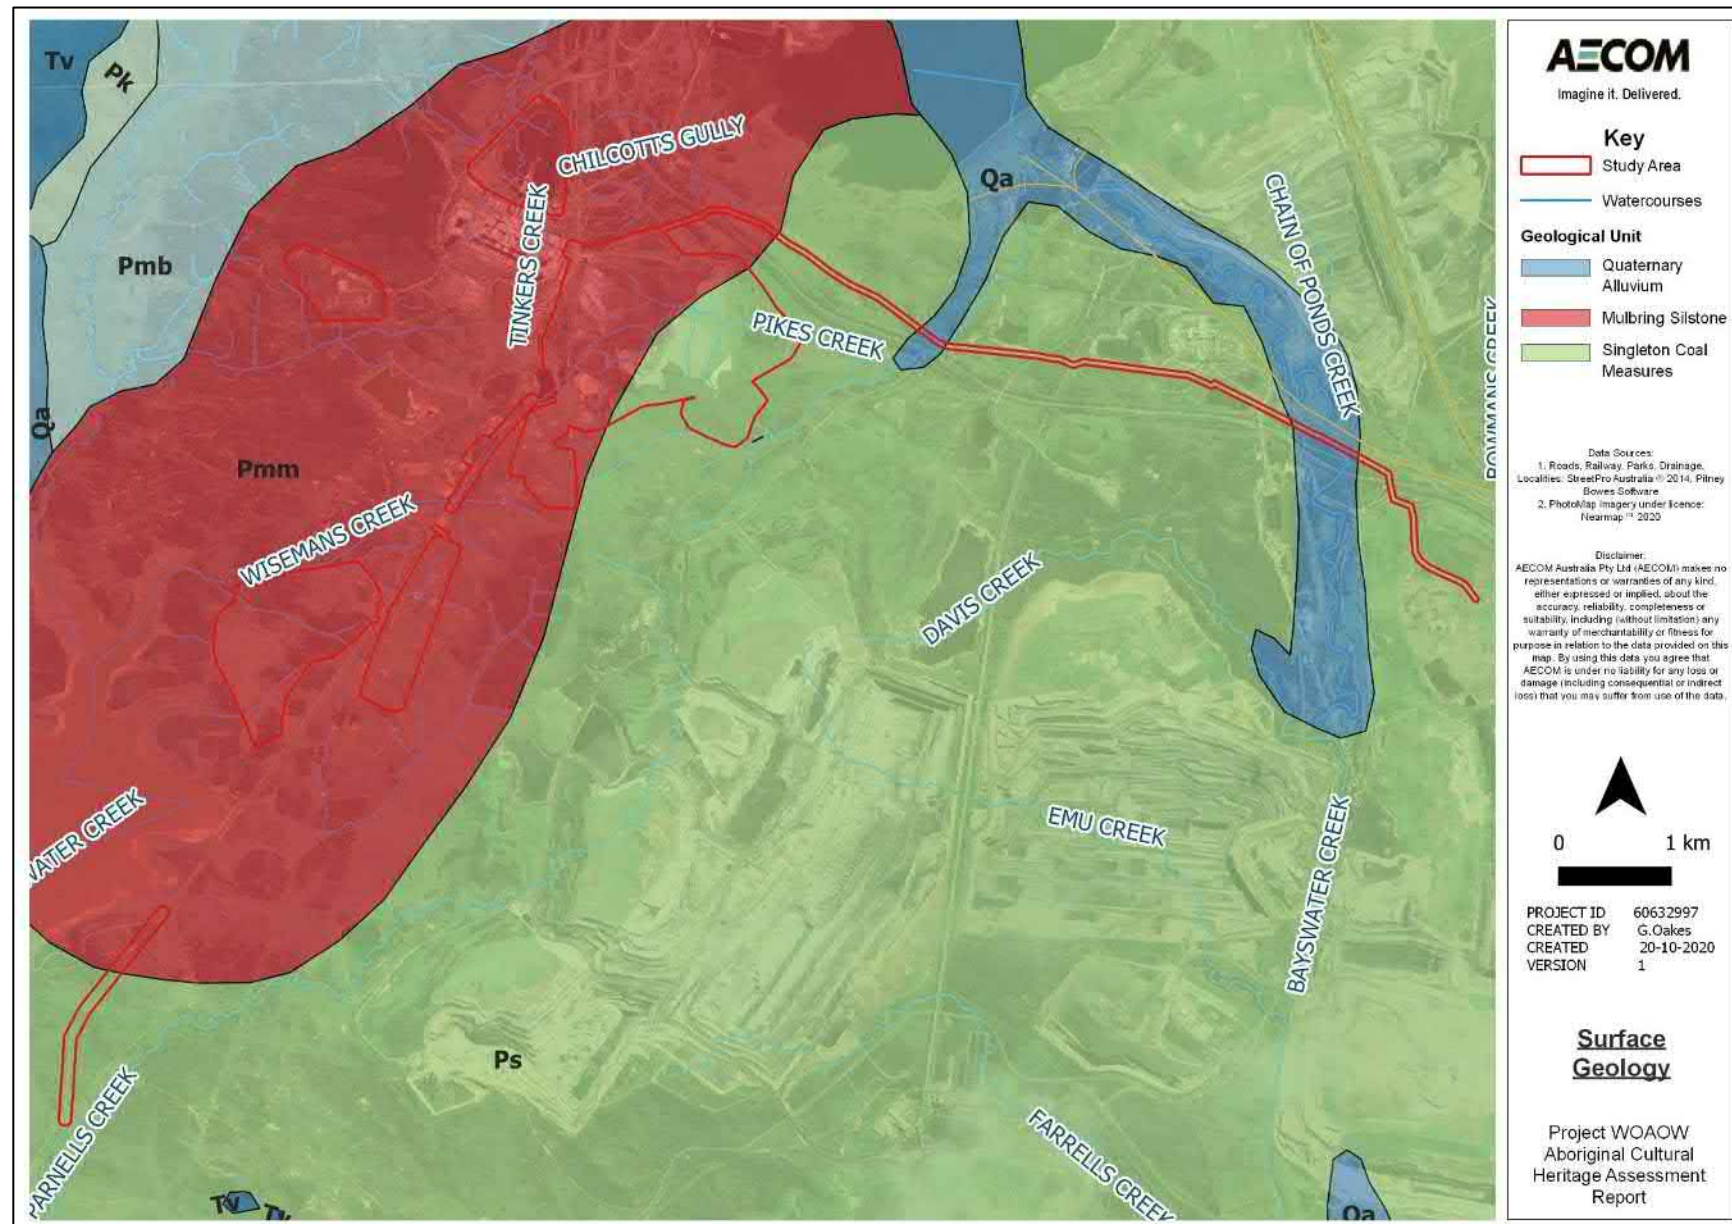 Tv
Pk
Pmb
Qa
Pmm
CHILCOTTS GULLY
TINKERS CREEK
WISEMANS CREEK
PIKES CREEK
Qa
CHAIN OF PONDS CREEK
BOWMANS CREEK
DAVIS CREEK
EMU CREEK
BAYSWATER CREEK
WATER CREEK
Ps
PARNELLS CREEK
FARRELLS CREEK
Tv
Tv
Qa
AECOM
Imagine it. Delivered.
Key
Study Area
Watercourses
Geological Unit
Quaternary
Alluvium
Mulbring Silstone
Singleton Coal
Measures
Data Sources:
1. Roads, Railway, Parks, Drainage,
Localities: StreetPro Australia © 2014, Pitney
Bowes Software
2. PhotoMap Imagery under licence:
Nearmap ™ 2020
Disclaimer:
AECOM Australia Pty Ltd (AECOM) makes no
representations or warranties of any kind,
either expressed or implied, about the
accuracy, reliability, completeness or
suitability, including (without limitation) any
warranty of merchantability or fitness for
purpose in relation to the data provided on this
map. By using this data you agree that
AECOM is under no liability for any loss or
damage (including consequential or indirect
loss) that you may suffer from use of the data.
0 1 km
PROJECT ID 60632997
CREATED BY G.Oakes
CREATED 20-10-2020
VERSION 1
Surface
Geology
Project WOAOW
Aboriginal Cultural
Heritage Assessment
Report